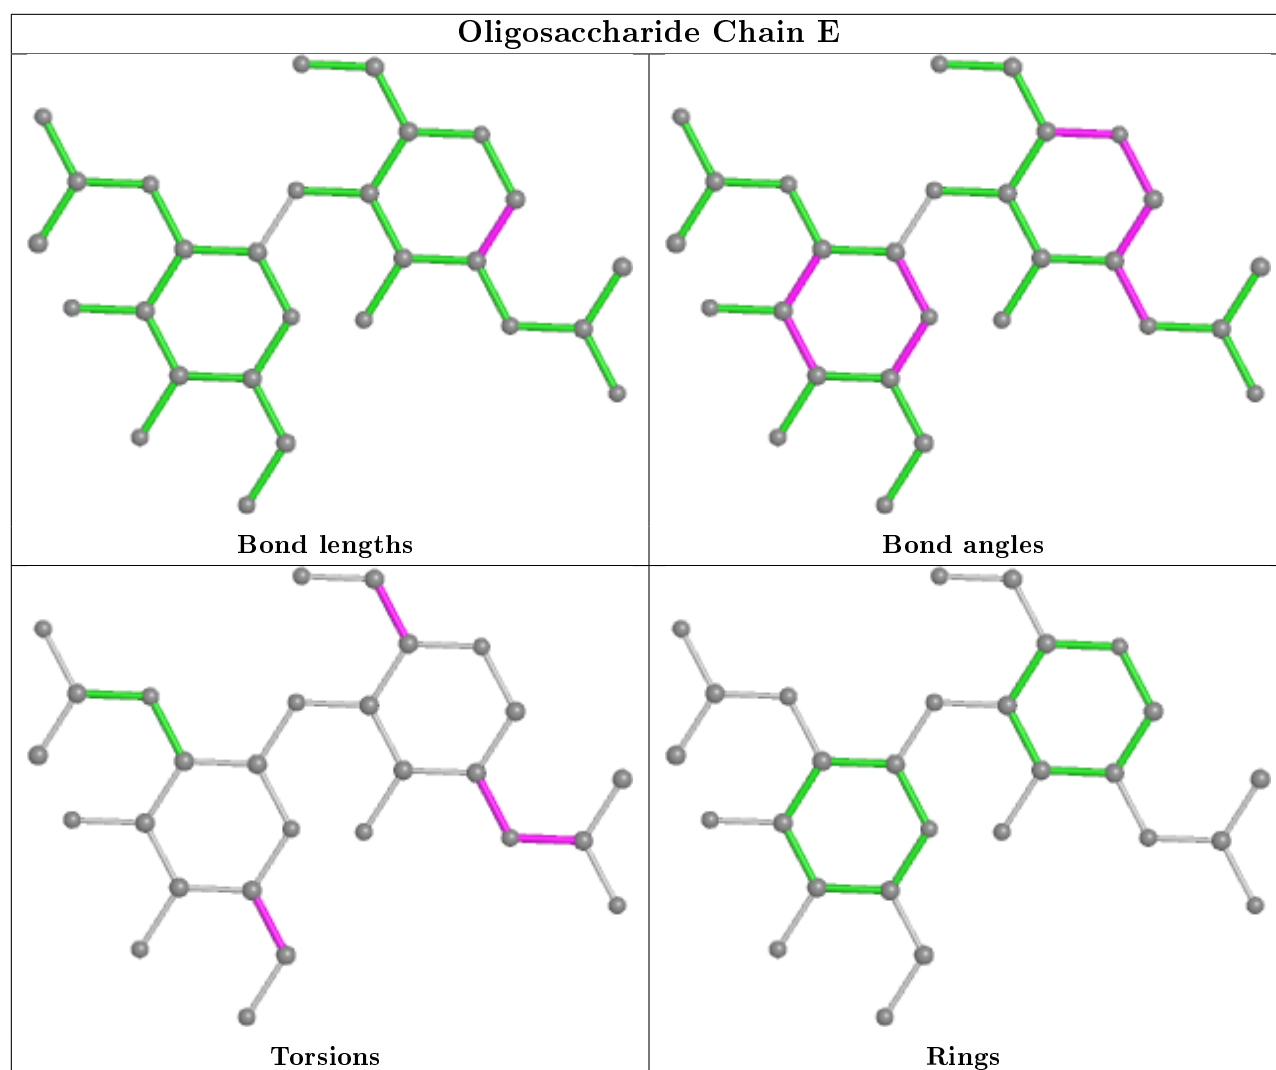 Oligosaccharide Chain E
Bond lengths
Bond angles
Torsions
Rings